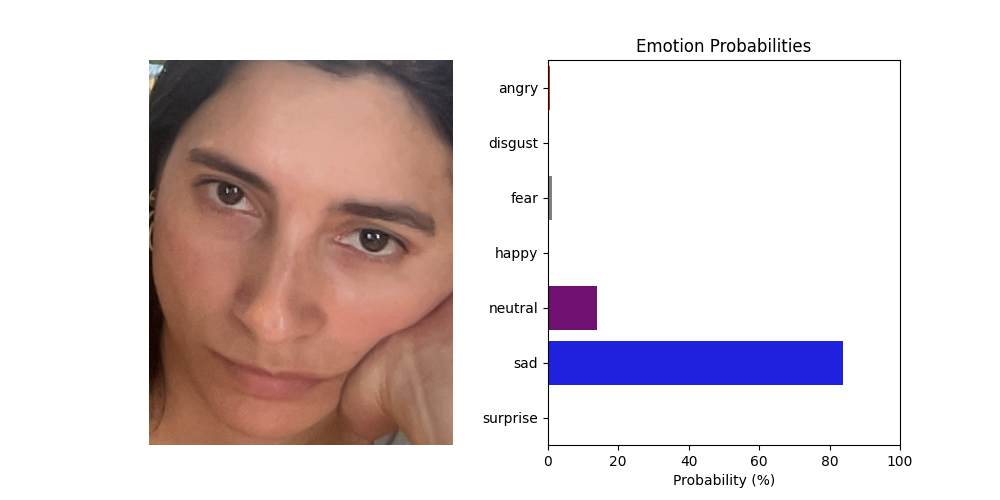 Emotion Probabilities
angry
disgust
fear
happy
neutral
sad
surprise
0 20 40 60 80 100
Probability (%)